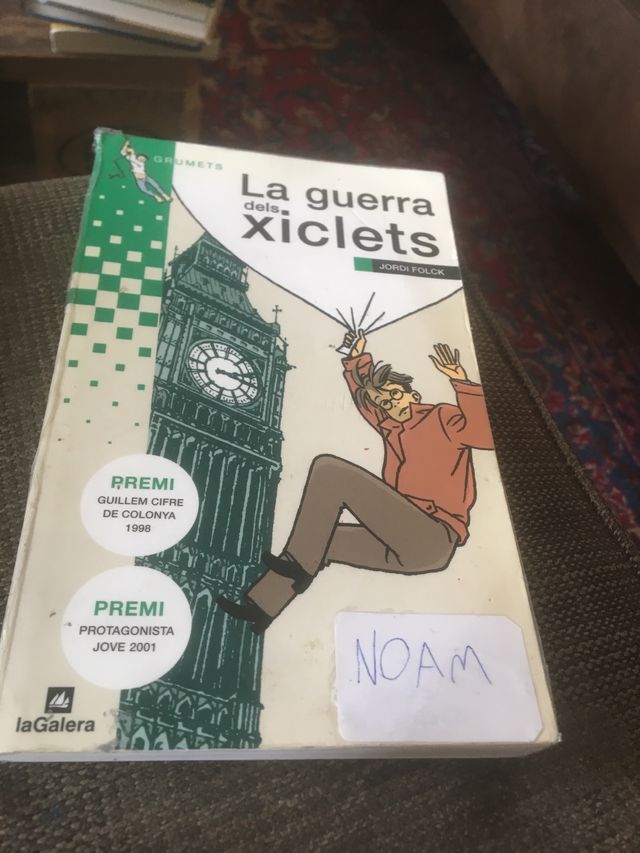 GRUMETS
La guerra
dels
xiclets
JORDI FOLCK
PREMI
GUILLEM CIFRE
DE COLONYA
1998
PREMI
PROTAGONISTA
JOVE 2001
NOAM
laGalera